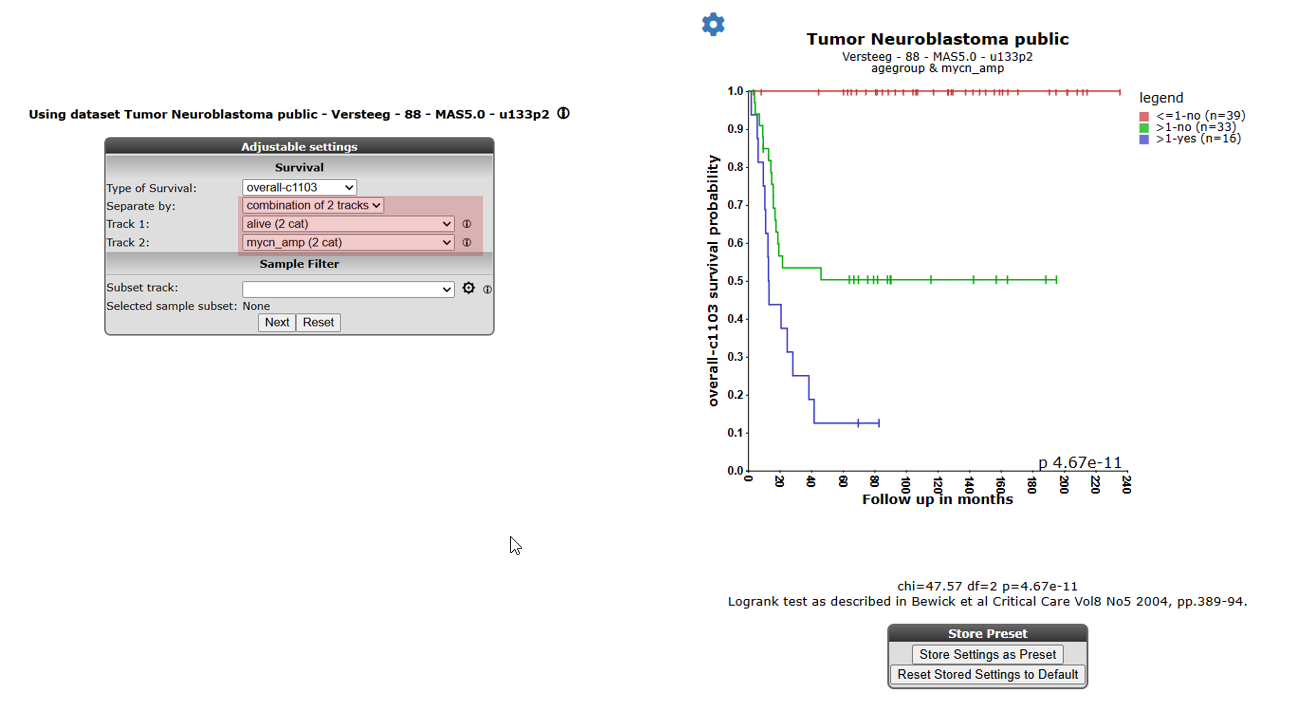 Using dataset Tumor Neuroblastoma public - Versteeg - 88 - MAS5.0 - u133p2
Adjustable settings
Survival
Type of Survival: overall-c1103
Separate by: combination of 2 tracks
Track 1: alive (2 cat)
Track 2: mycn_amp (2 cat)
Sample Filter
Subset track:
Selected sample subset: None
Next Reset
Tumor Neuroblastoma public
Versteeg - 88 - MAS5.0 - u133p2
agegroup & mycn_amp
legend
<=1-no (n=39)
>1-no (n=33)
>1-yes (n=16)
overall-c1103 survival probability
1.0
0.9
0.8
0.7
0.6
0.5
0.4
0.3
0.2
0.1
0.0
p 4.67e-11
0 20 40 60 80 100 120 140 160 180 200 220 240
Follow up in months
chi=47.57 df=2 p=4.67e-11
Logrank test as described in Bewick et al Critical Care Vol8 No5 2004, pp.389-94.
Store Preset
Store Settings as Preset
Reset Stored Settings to Default